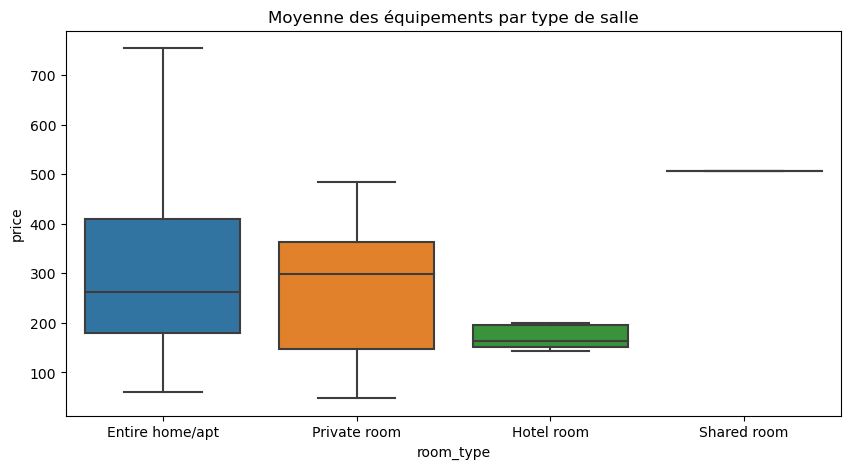 Moyenne des équipements par type de salle
price
700
600
500
400
300
200
100
Entire home/apt
Private room
Hotel room
Shared room
room_type